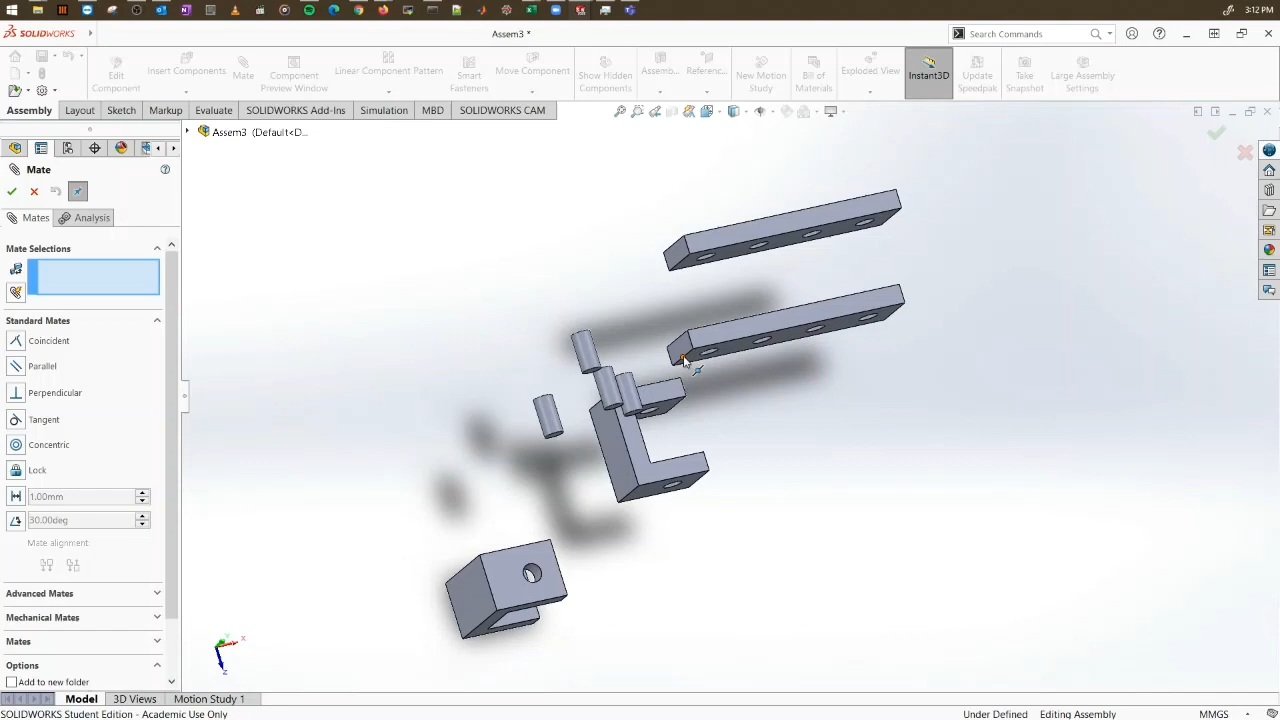 3:12 PM
SOLIDWORKS
Assem3 *
Search Commands
Edit Component
Insert Components
Mate
Component Preview Window
Linear Component Pattern
Smart Fasteners
Move Component
Show Hidden Components
Assemb...
Referenc...
New Motion Study
Bill of Materials
Exploded View
Instant3D
Update Speedpak
Take Snapshot
Large Assembly Settings
Assembly
Layout
Sketch
Markup
Evaluate
SOLIDWORKS Add-Ins
Simulation
MBD
SOLIDWORKS CAM
Assem3 (Default<D...
Mate
Mates
Analysis
Mate Selections
Standard Mates
Coincident
Parallel
Perpendicular
Tangent
Concentric
Lock
1.00mm
30.00deg
Mate alignment:
Advanced Mates
Mechanical Mates
Mates
Options
Add to new folder
Y
X
Z
Model
3D Views
Motion Study 1
SOLIDWORKS Student Edition - Academic Use Only
Under Defined
Editing Assembly
MMGS